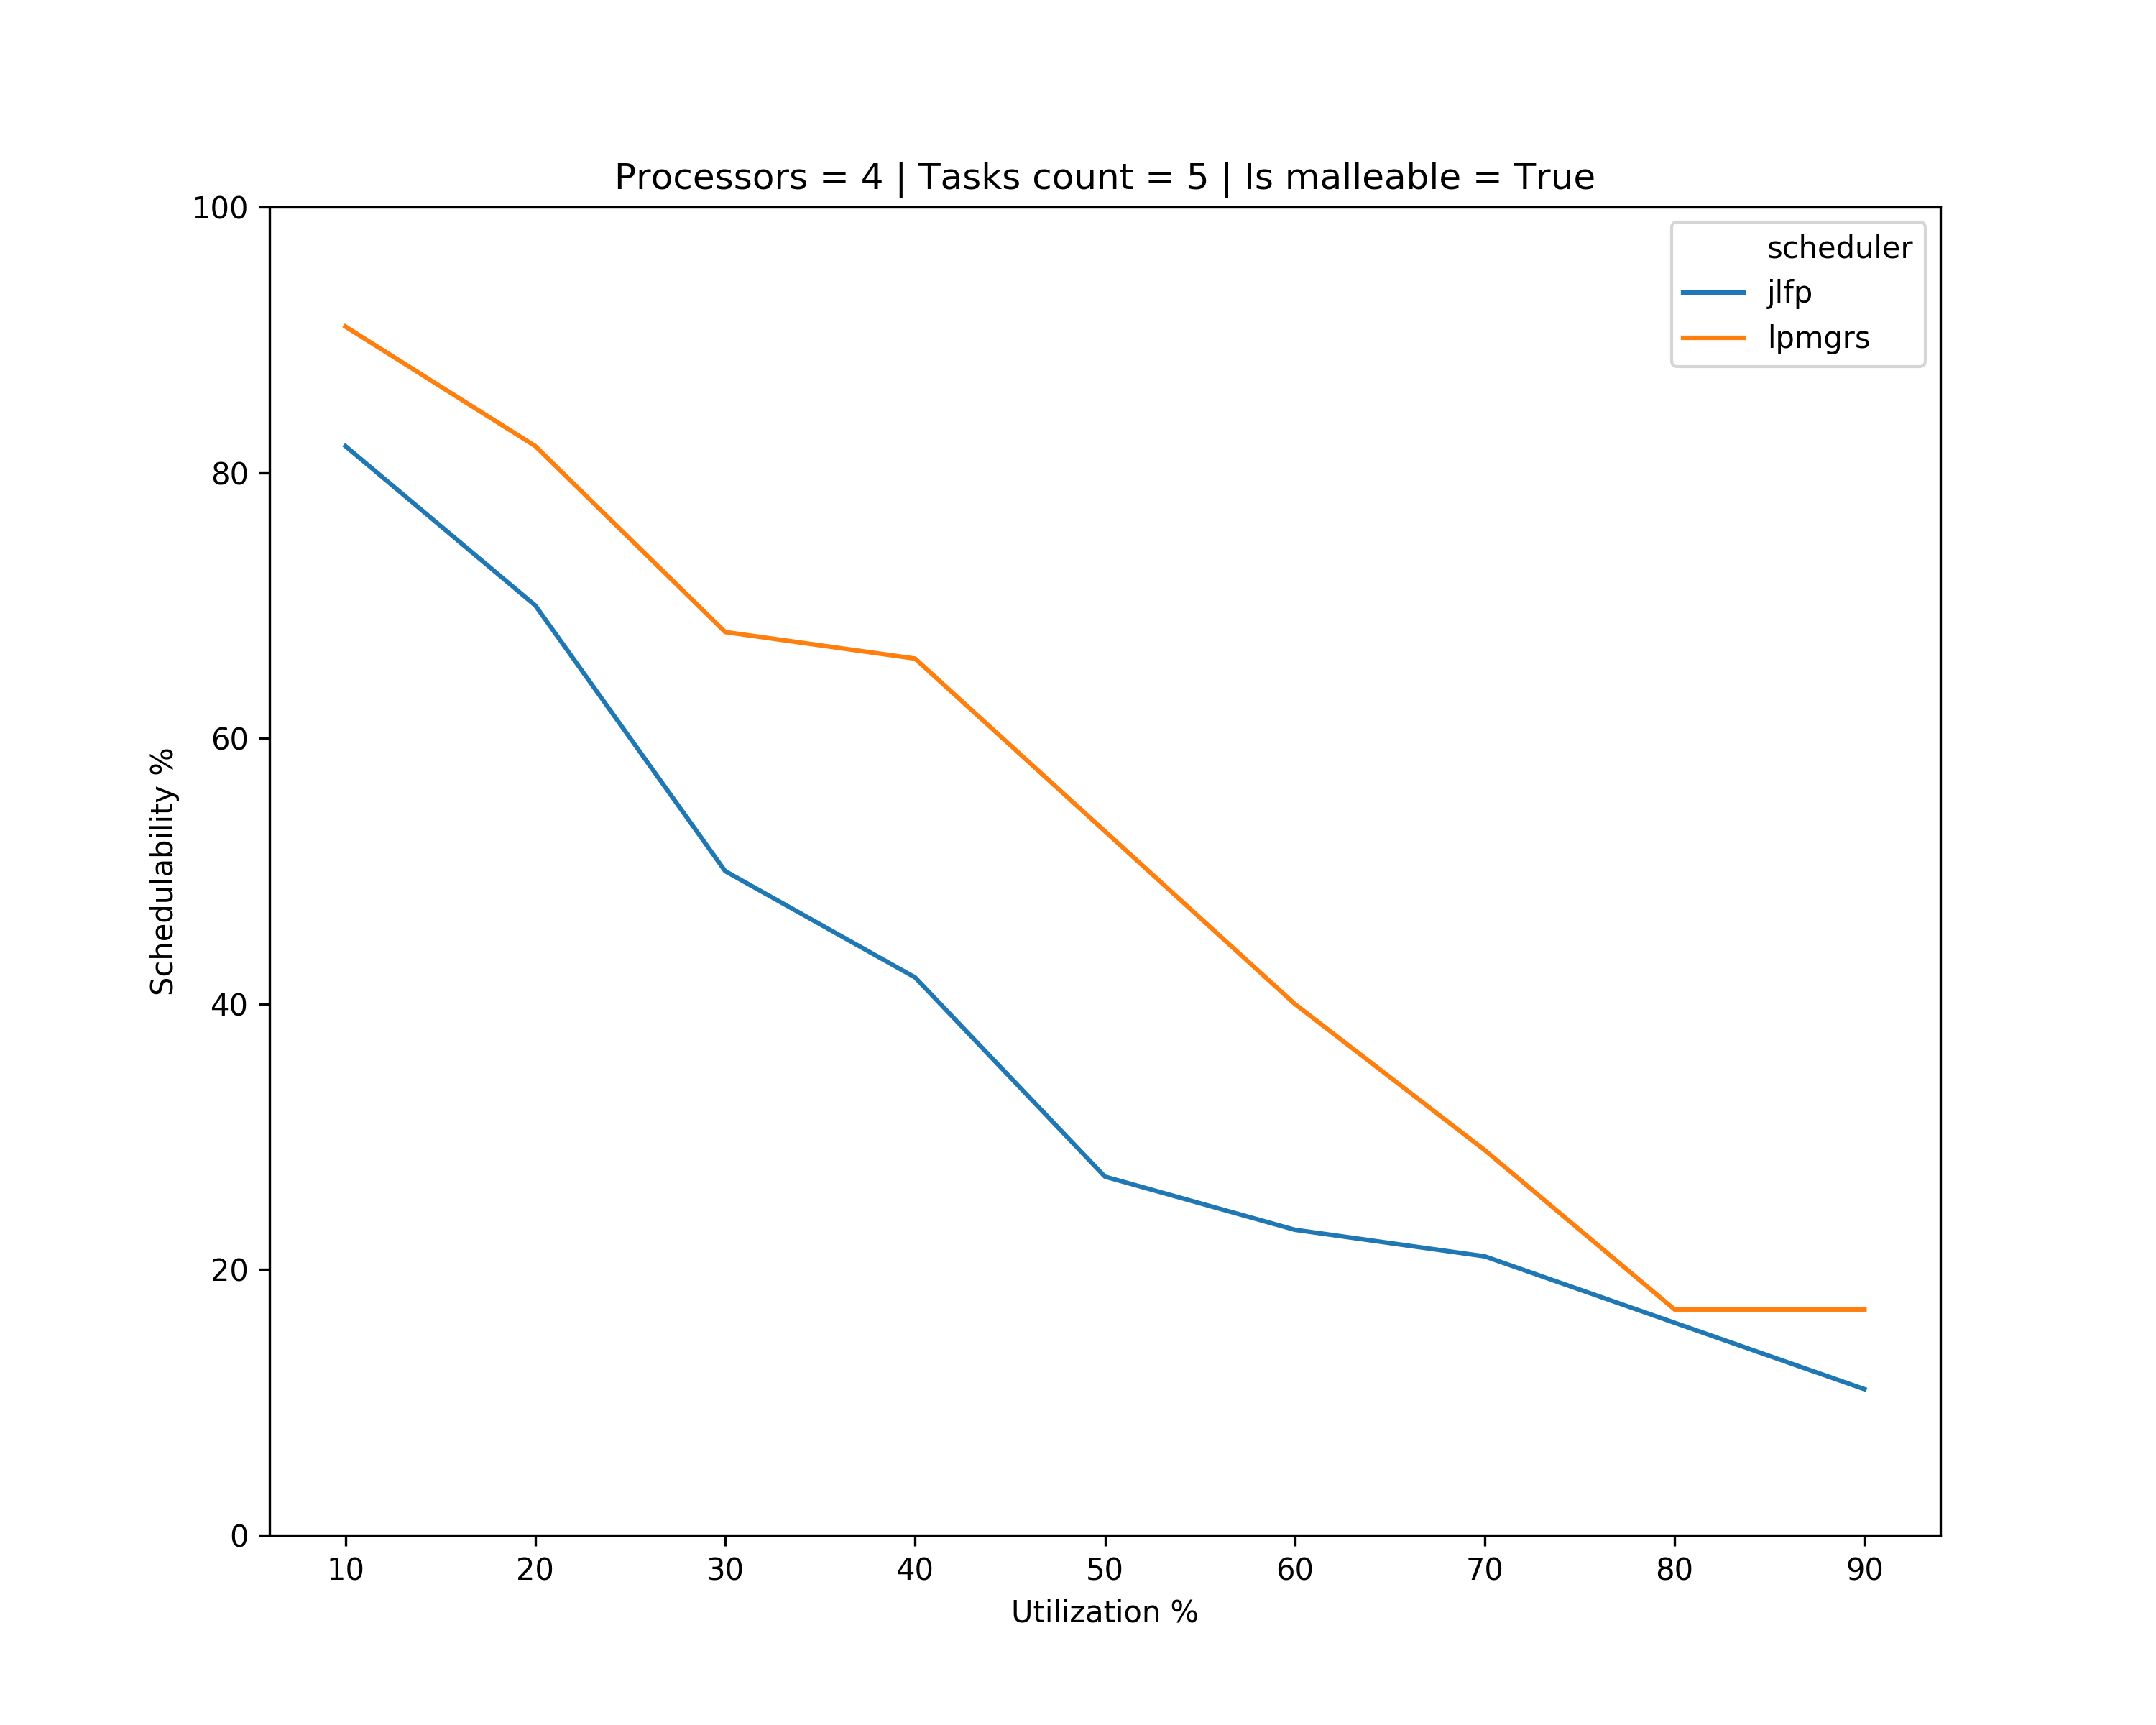 Processors = 4 | Tasks count = 5 | Is malleable = True
scheduler
jlfp
lpmgrs
Schedulability %
100
80
60
40
20
0
10 20 30 40 50 60 70 80 90
Utilization %